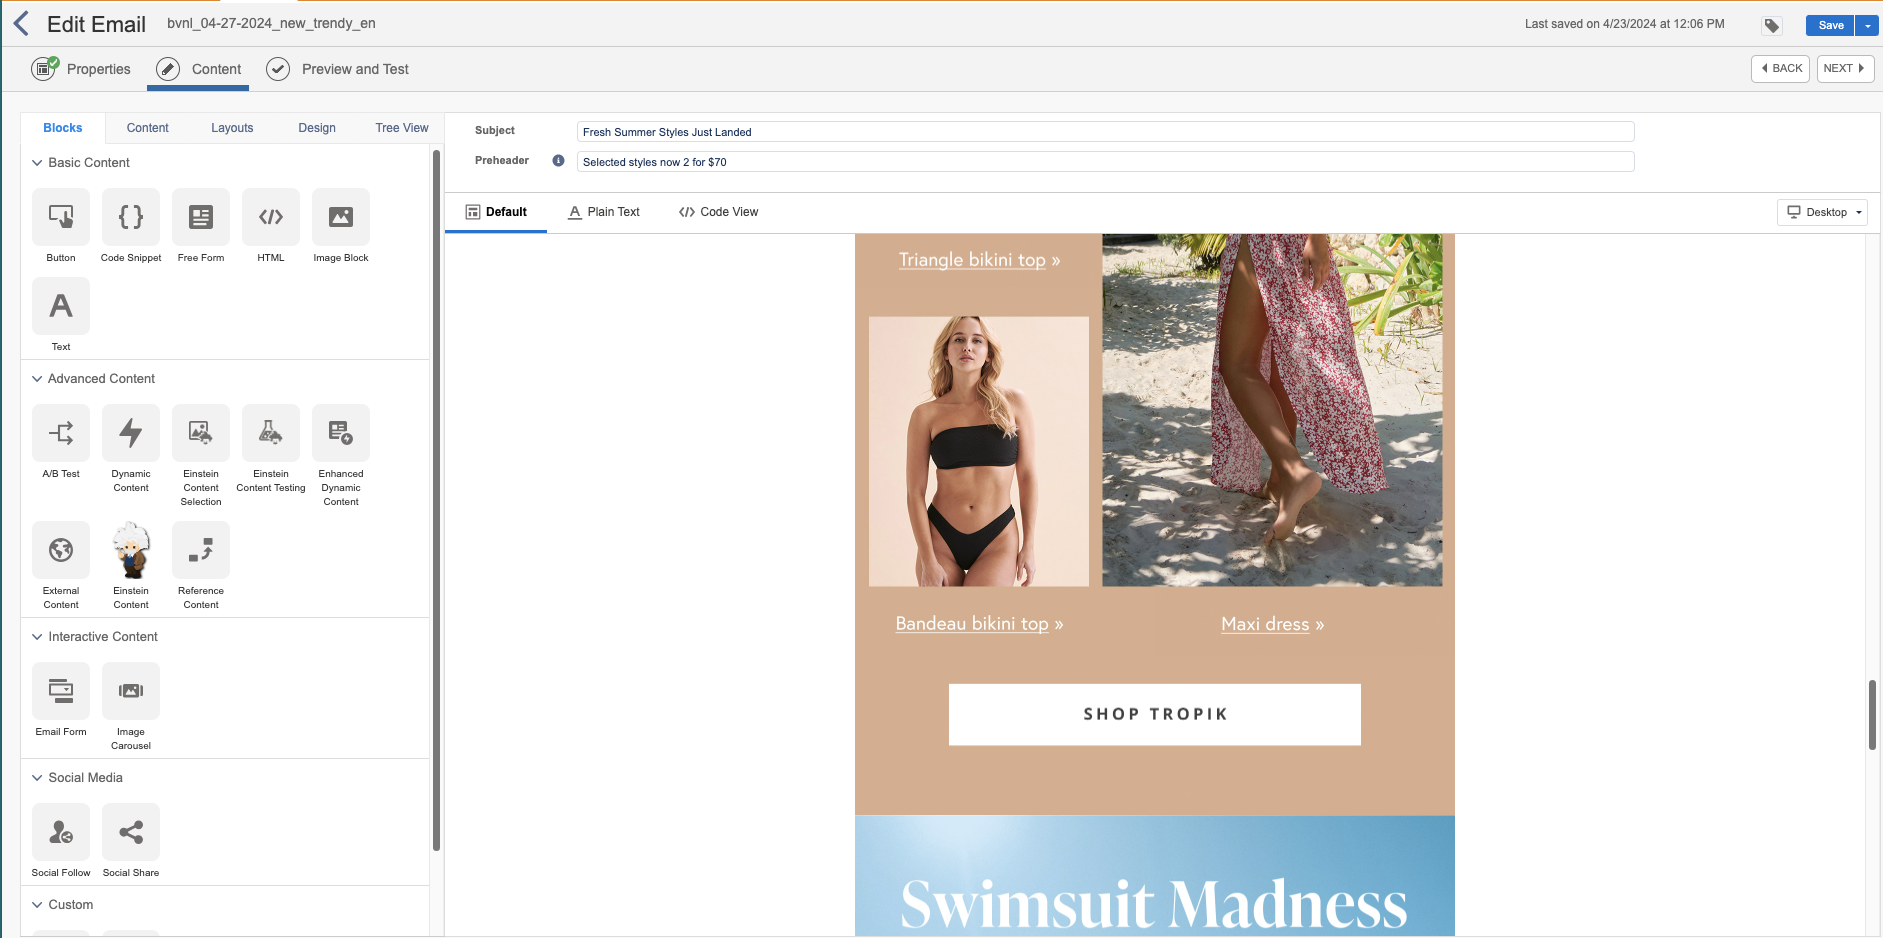 Edit Email
bvnl_04-27-2024_new_trendy_en
Last saved on 4/23/2024 at 12:06 PM
Save
Properties
Content
Preview and Test
BACK
NEXT
Blocks
Content
Layouts
Design
Tree View
Basic Content
Button
Code Snippet
Free Form
HTML
Image Block
Text
Advanced Content
A/B Test
Dynamic
Content
Einstein
Content
Selection
Einstein
Content Testing
Enhanced
Dynamic
Content
External
Content
Einstein
Content
Reference
Content
Interactive Content
Email Form
Image
Carousel
Social Media
Social Follow
Social Share
Custom
Subject
Fresh Summer Styles Just Landed
Preheader
Selected styles now 2 for $70
Default
Plain Text
Code View
Desktop
Triangle bikini top »
Bandeau bikini top »
Maxi dress »
SHOP TROPIK
Swimsuit Madness